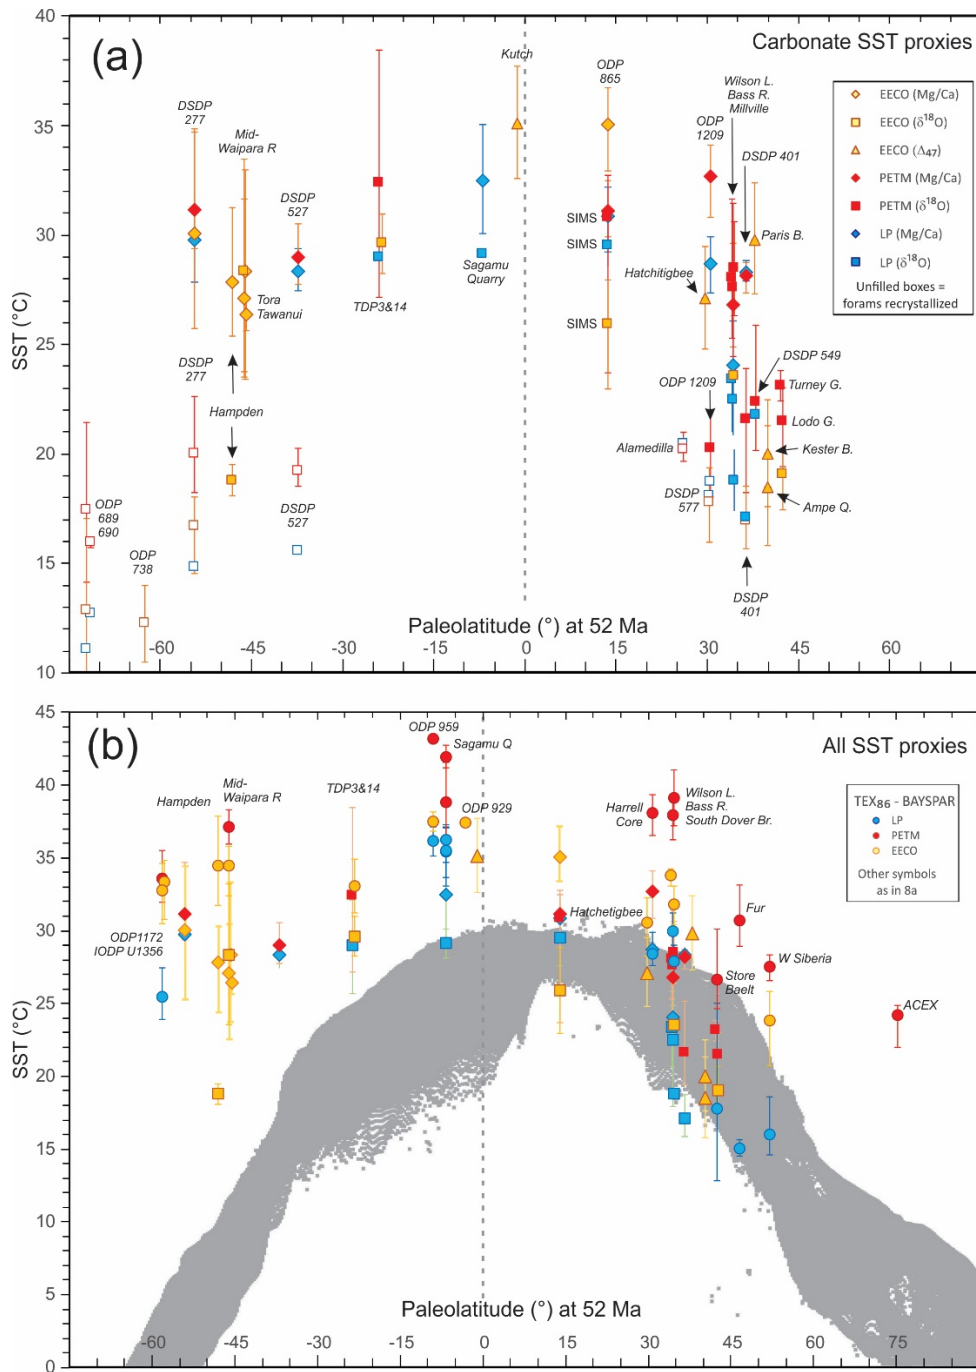 (a)
Carbonate SST proxies
SST (°C)
40
35
30
25
20
15
10
Kutch
ODP
865
Wilson L.
Bass R.
Millville
DSDP
277
Mid-
Waipara R
DSDP
527
ODP
1209
DSDP 401
EECO (Mg/Ca)
EECO (δ18O)
EECO (Δ47)
PETM (Mg/Ca)
PETM (δ18O)
LP (Mg/Ca)
LP (δ18O)
Unfilled boxes =
forams recrystallized
SIMS
SIMS
SIMS
Paris B.
Hatchitigbee
Sagamu
Quarry
TDP3&14
Tora
Tawanui
DSDP
277
Hampden
ODP 1209
DSDP 549
Turney G.
Lodo G.
Alamedilla
Kester B.
DSDP
577
Ampe Q.
ODP
689
690
DSDP
527
ODP
738
DSDP
401
Paleolatitude (°) at 52 Ma
-60 -45 -30 -15 0 15 30 45 60
(b)
All SST proxies
SST (°C)
45
40
35
30
25
20
15
10
5
0
ODP 959
Sagamu Q
Hampden
Mid-
Waipara R
TDP3&14
ODP 929
Harrell
Core
Wilson L.
Bass R.
South Dover Br.
TEX86 - BAYSPAR
LP
PETM
EECO
Other symbols
as in 8a
Hatchetigbee
Fur
ODP1172
IODP U1356
W Siberia
Store
Baelt
ACEX
Paleolatitude (°) at 52 Ma
-60 -45 -30 -15 0 15 30 45 60 75